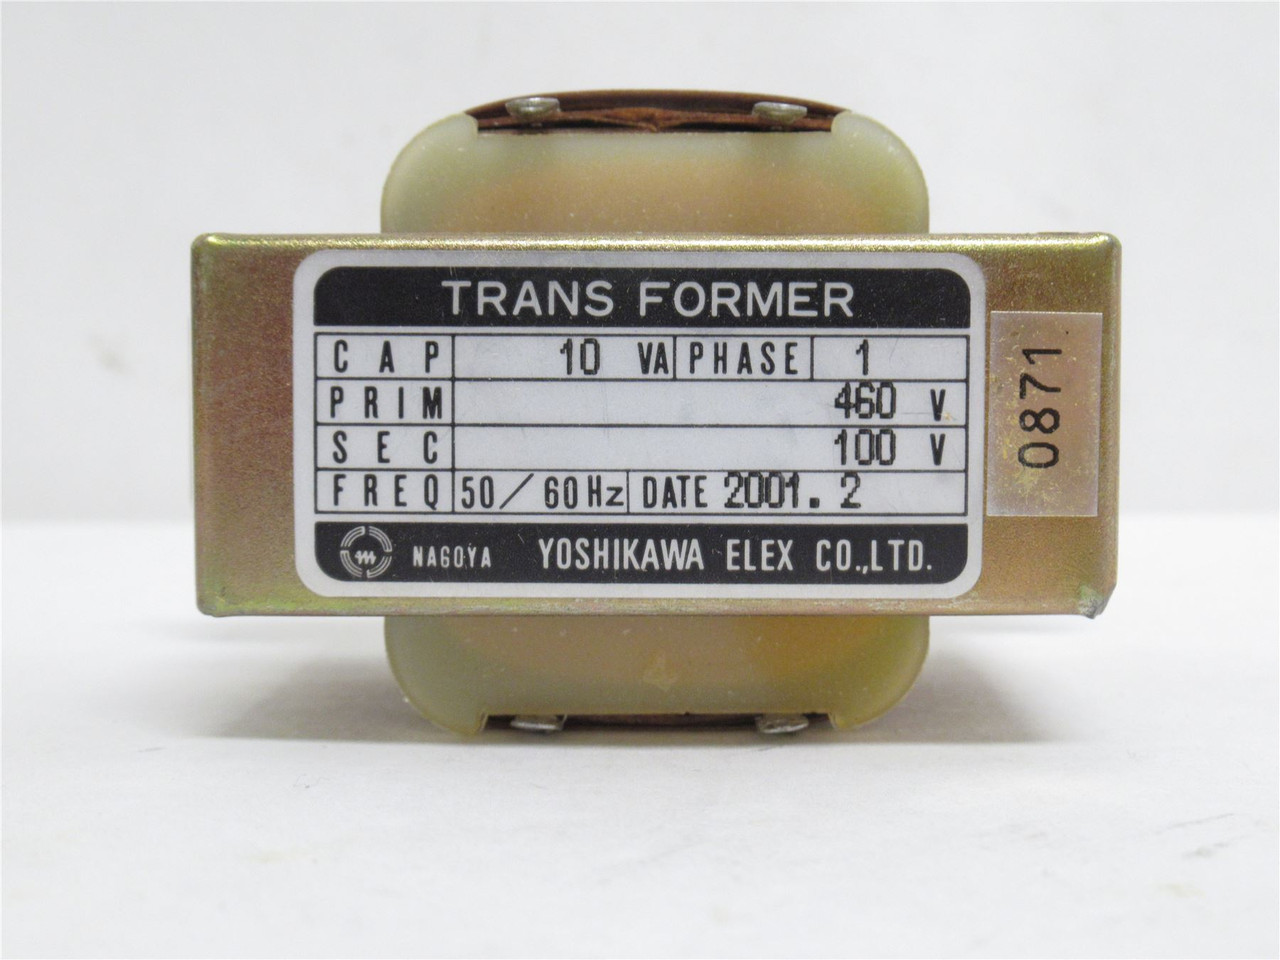 TRANS FORMER
CAP 10 VA PHASE 1
PRIM 460 V
SEC 100 V
FREQ 50/60Hz DATE 2001.2
NAGOYA YOSHIKAWA ELEX CO.,LTD.
0871